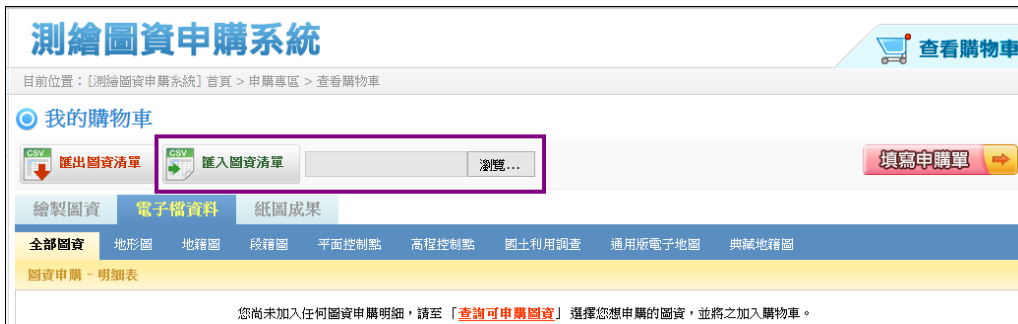 測繪圖資申購系統
查看購物車
目前位置：[測繪圖資申購系統] 首頁 > 申購專區 > 查看購物車
我的購物車
CSV 匯出圖資清單 CSV 匯入圖資清單 瀏覽... 填寫申購單
繪製圖資 電子檔資料 紙圖成果
全部圖資 地形圖 地籍圖 段籍圖 平面控制點 高程控制點 國土利用調查 通用版電子地圖 典藏地籍圖
圖資申購 - 明細表
您尚未加入任何圖資申購明細，請至「查詢可申購圖資」選擇您想申購的圖資，並將之加入購物車。